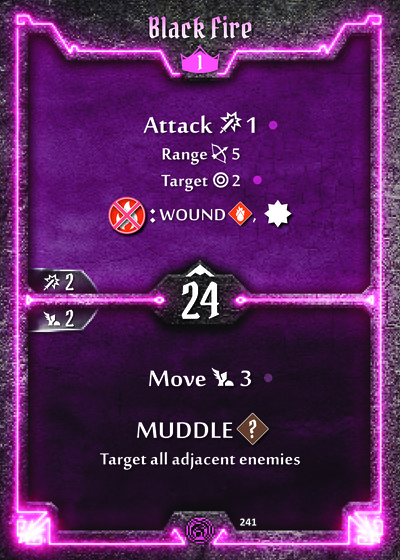 Black Fire
1
Attack 1
Range 5
Target 2
: WOUND ,
2
24
2
Move 3
MUDDLE ?
Target all adjacent enemies
241